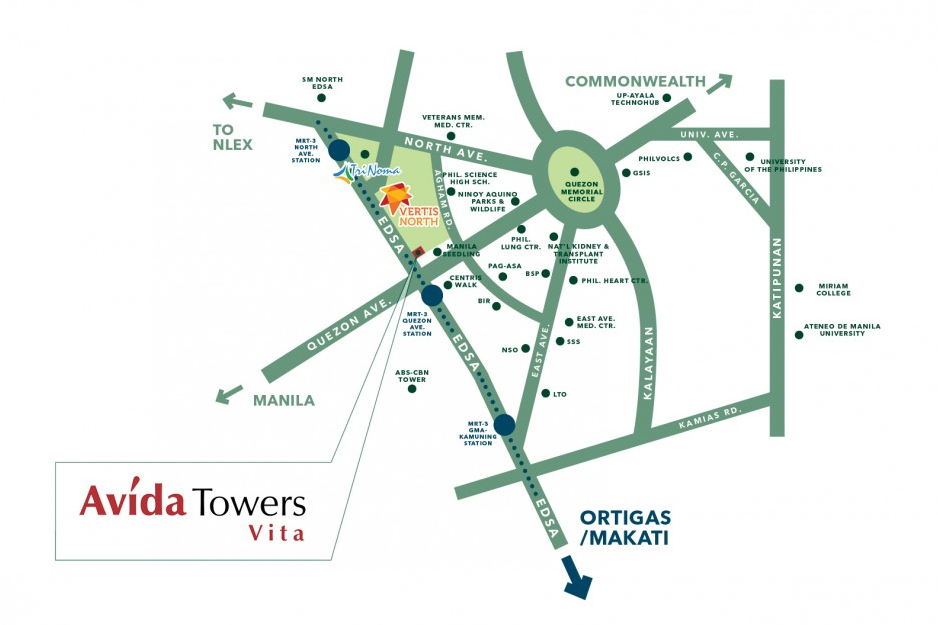 SM NORTH
EDSA
COMMONWEALTH
UP-AYALA
TECHNOHUB
TO
NLEX
VETERANS MEM.
MED. CTR.
UNIV. AVE.
MRT-3
NORTH
AVE.
STATION
NORTH AVE.
TriNoma
PHILVOLCS
UNIVERSITY
OF THE PHILIPPINES
C.P. GARCIA
GSIS
PHIL. SCIENCE
HIGH SCH.
AGHAM RD.
QUEZON
MEMORIAL
CIRCLE
NINOY AQUINO
PARKS &
WILDLIFE
VERTIS
NORTH
EDSA
MANILA
SEEDLING
PHIL.
LUNG CTR.
NAT'L KIDNEY &
TRANSPLANT
INSTITUTE
KATIPUNAN
PAG-ASA
BSP
PHIL. HEART CTR.
CENTRIS
WALK
MIRIAM
COLLEGE
BIR
MRT-3
QUEZON
AVE.
STATION
QUEZON AVE.
EAST AVE.
MED. CTR.
ATENEO DE MANILA
UNIVERSITY
SSS
NSO
EAST AVE.
EDSA
KALAYAAN
ABS-CBN
TOWER
LTO
MANILA
KAMIAS RD.
MRT-3
GMA-
KAMUNING
STATION
EDSA
Avída Towers
Vita
ORTIGAS
/MAKATI